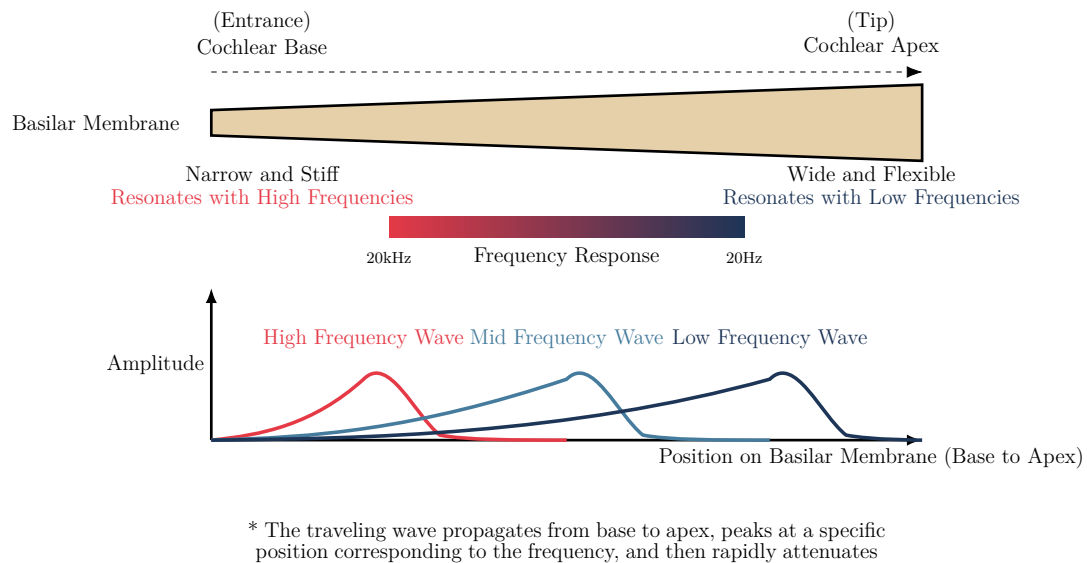 (Entrance)
Cochlear Base
(Tip)
Cochlear Apex
Basilar Membrane
Narrow and Stiff
Resonates with High Frequencies
Wide and Flexible
Resonates with Low Frequencies
20kHz
Frequency Response
20Hz
High Frequency Wave
Mid Frequency Wave
Low Frequency Wave
Amplitude
Position on Basilar Membrane (Base to Apex)
* The traveling wave propagates from base to apex, peaks at a specific
position corresponding to the frequency, and then rapidly attenuates